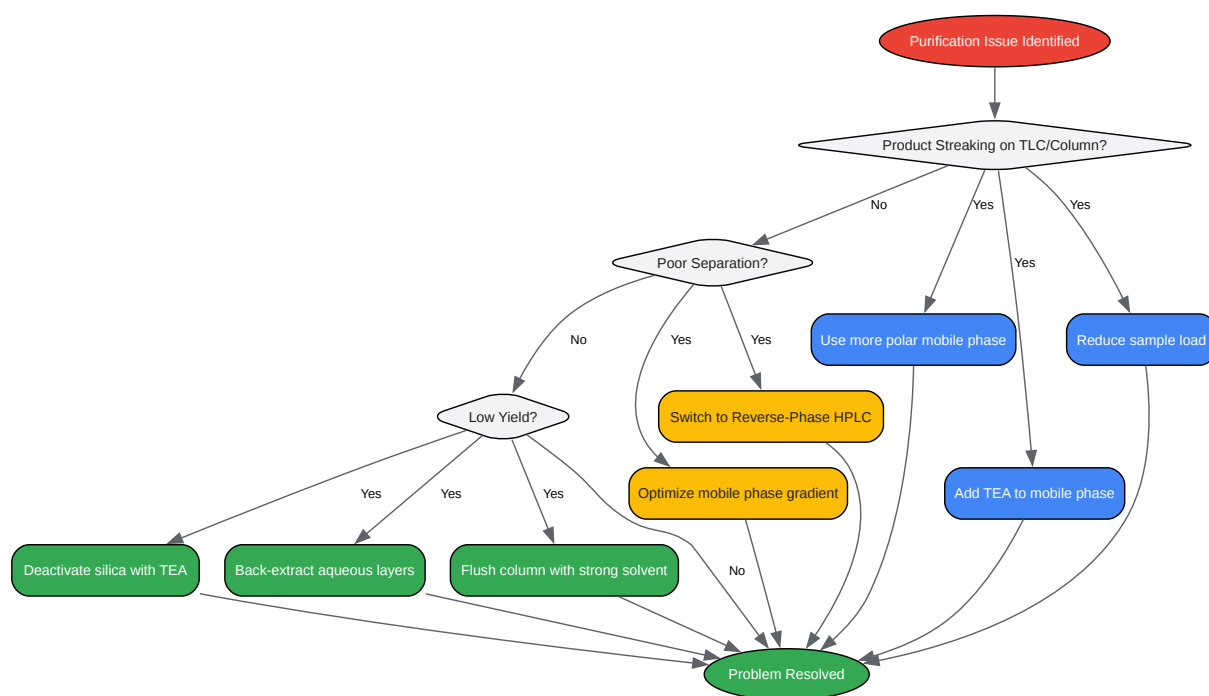 Purification Issue Identified
Product Streaking on TLC/Column?
No
Yes
Yes
Yes
Poor Separation?
Use more polar mobile phase
Reduce sample load
No
Yes
Yes
Low Yield?
Switch to Reverse-Phase HPLC
Optimize mobile phase gradient
Add TEA to mobile phase
Yes
Yes
Yes
No
Deactivate silica with TEA
Back-extract aqueous layers
Flush column with strong solvent
Problem Resolved